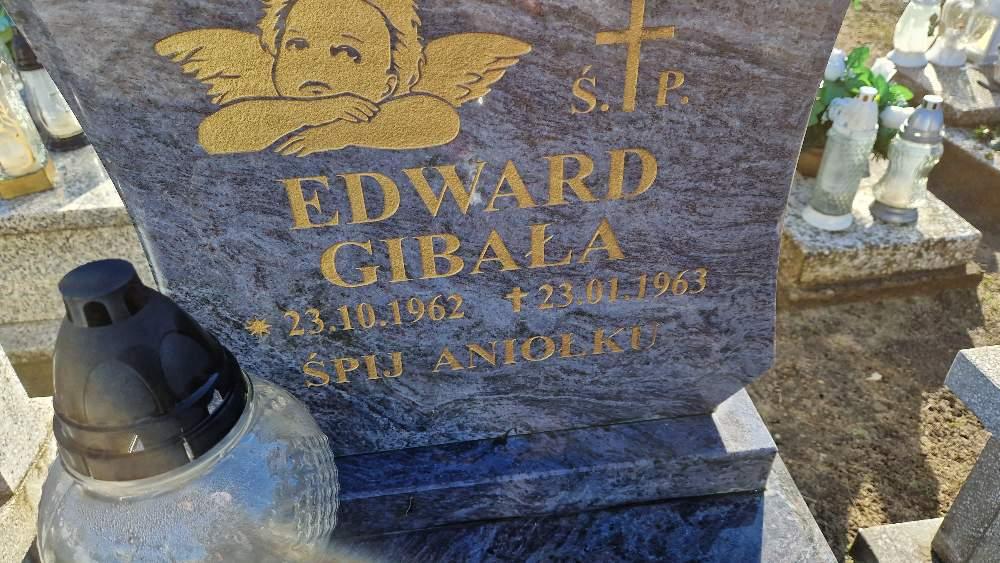 Ś. P.
EDWARD
GIBAŁA
23.10.1962 23.01.1963
ŚPIJ ANIOŁKU